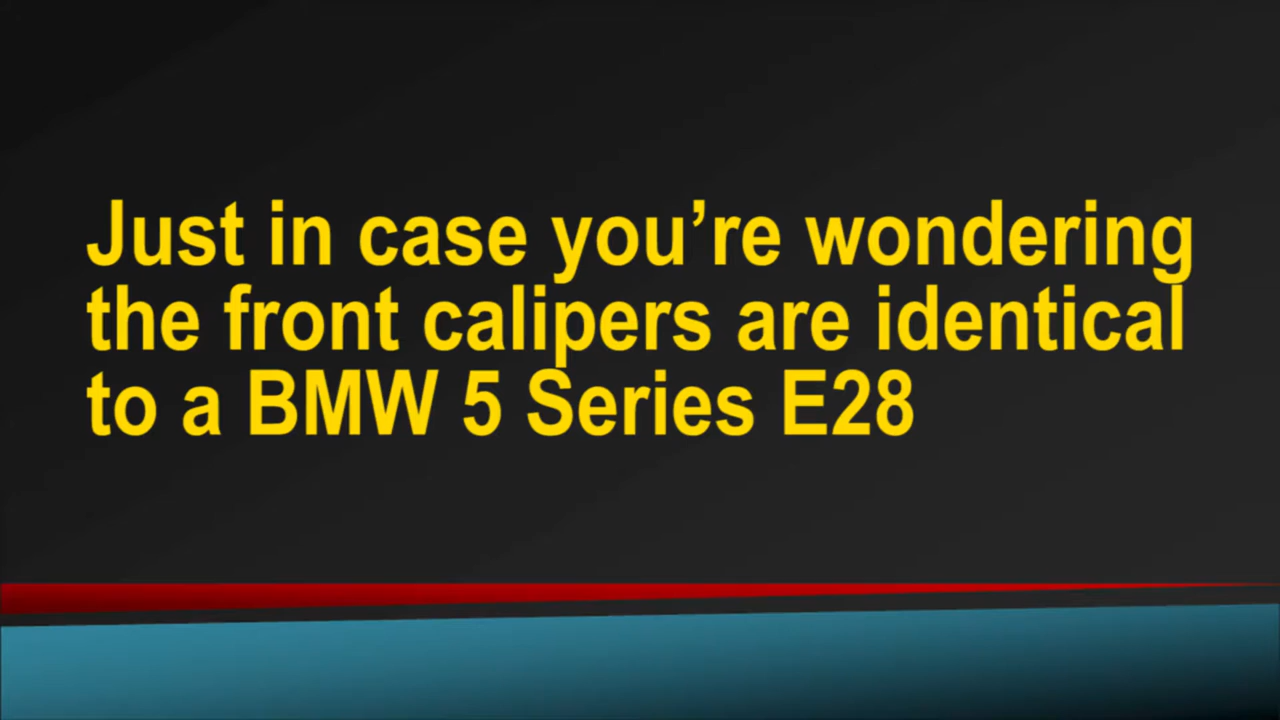 Just in case you’re wondering
the front calipers are identical
to a BMW 5 Series E28